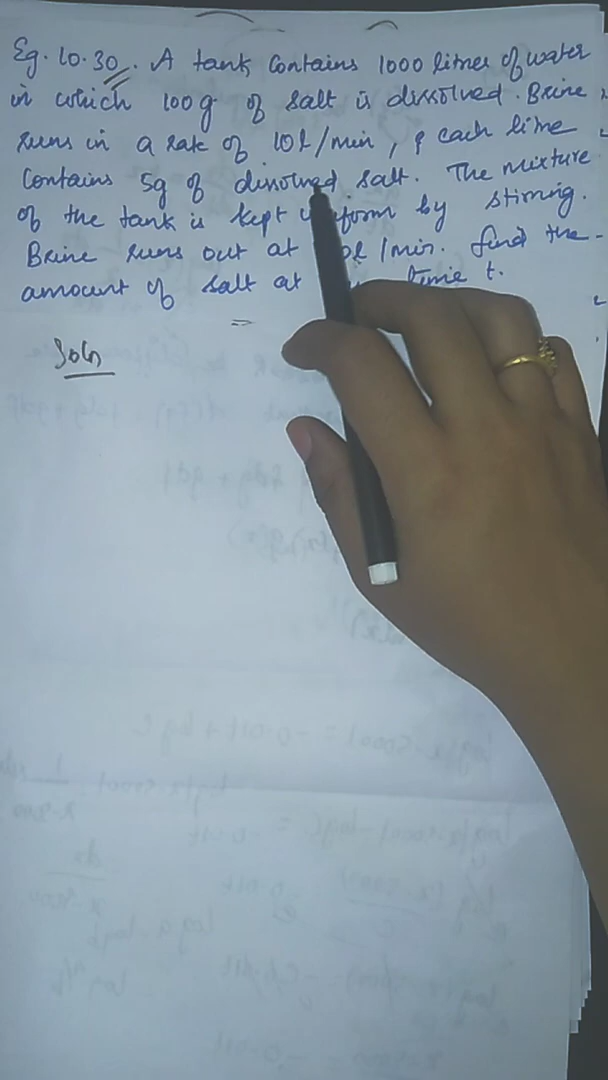 Eg. 10.30. A tank contains 1000 litres of water
in which 100g of salt is dissolved. Brine
runs in a rate of 10l/min, & each litre
contains 5g of dissolved salt. The mixture
of the tank is kept uniform by stirring.
Brine runs out at 10l/min. find the
amount of salt at time t.
Soln